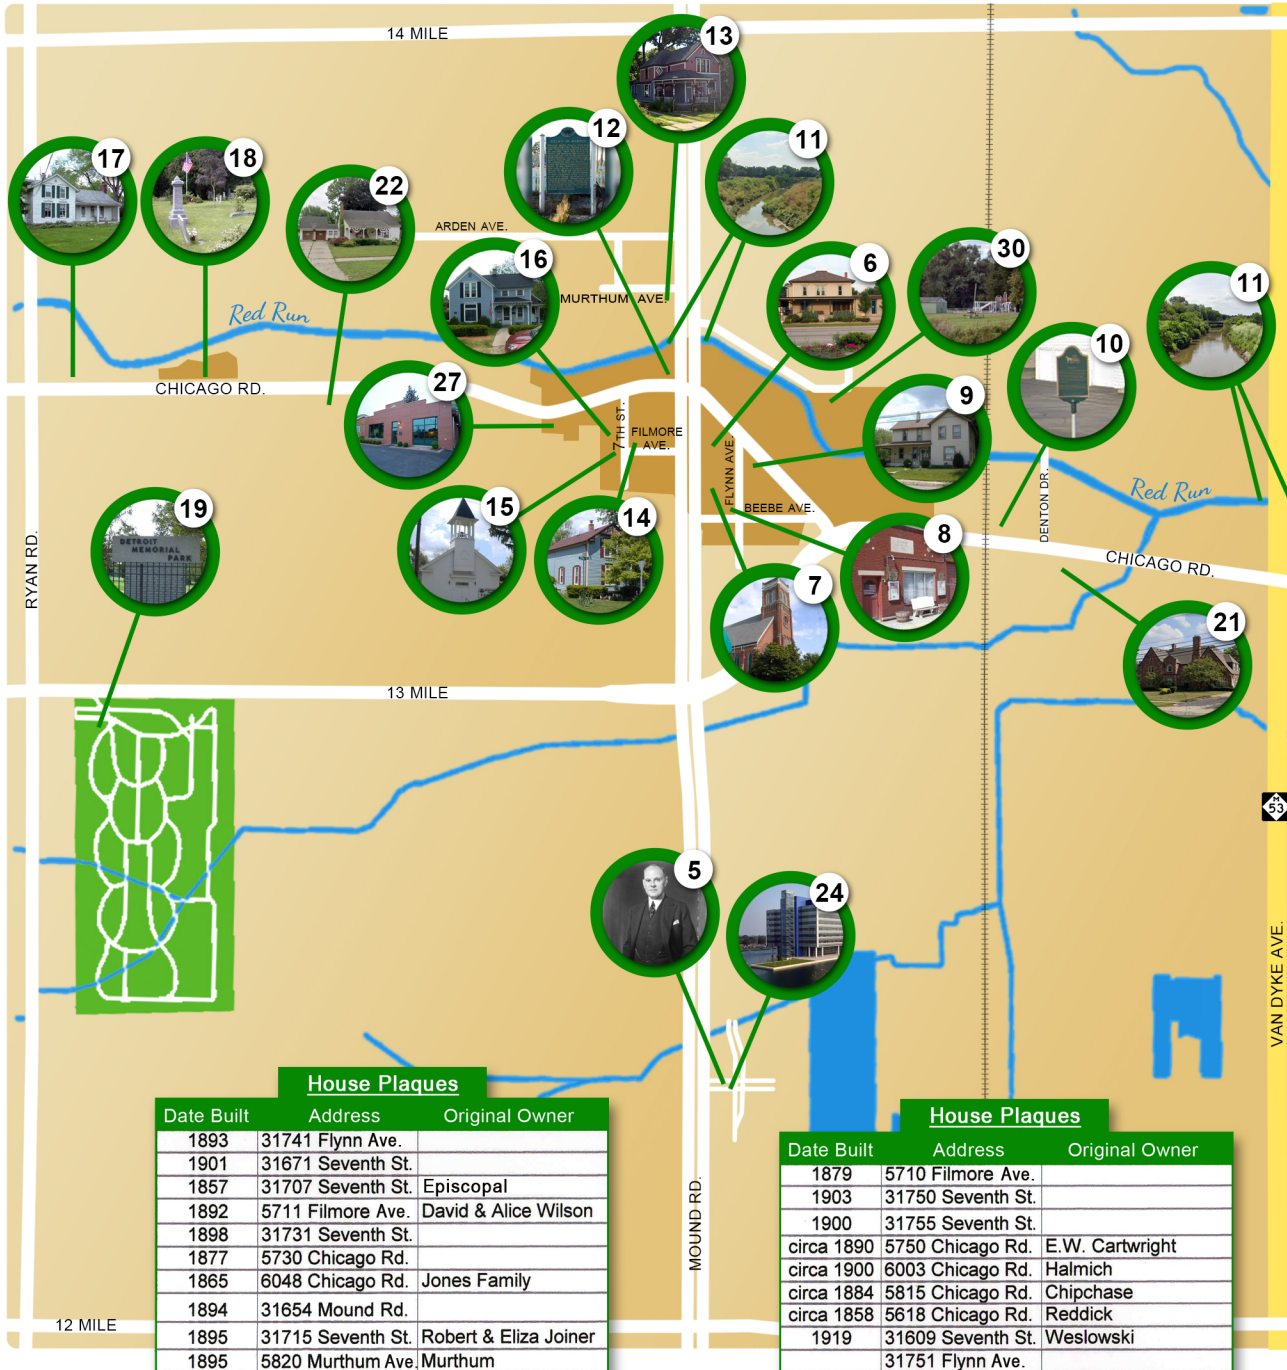 14 MILE
13
12
11
17
18
22
ARDEN AVE.
16
6
30
11
MURTHUM AVE.
Red Run
10
CHICAGO RD.
27
9
7TH ST.
FILMORE
AVE.
FLYNN AVE.
DENTON DR.
Red Run
19
15
14
BEEBE AVE.
8
DETROIT
MEMORIAL
PARK
RYAN RD.
CHICAGO RD.
7
21
13 MILE
M
53
5
24
VAN DYKE AVE.
MOUND RD.
12 MILE
House Plaques
Date Built Address Original Owner
1893 31741 Flynn Ave.
1901 31671 Seventh St.
1857 31707 Seventh St. Episcopal
1892 5711 Filmore Ave. David & Alice Wilson
1898 31731 Seventh St.
1877 5730 Chicago Rd.
1865 6048 Chicago Rd. Jones Family
1894 31654 Mound Rd.
1895 31715 Seventh St. Robert & Eliza Joiner
1895 5820 Murthum Ave. Murthum
House Plaques
Date Built Address Original Owner
1879 5710 Filmore Ave.
1903 31750 Seventh St.
1900 31755 Seventh St.
circa 1890 5750 Chicago Rd. E.W. Cartwright
circa 1900 6003 Chicago Rd. Halmich
circa 1884 5815 Chicago Rd. Chipchase
circa 1858 5618 Chicago Rd. Reddick
1919 31609 Seventh St. Weslowski
31751 Flynn Ave.